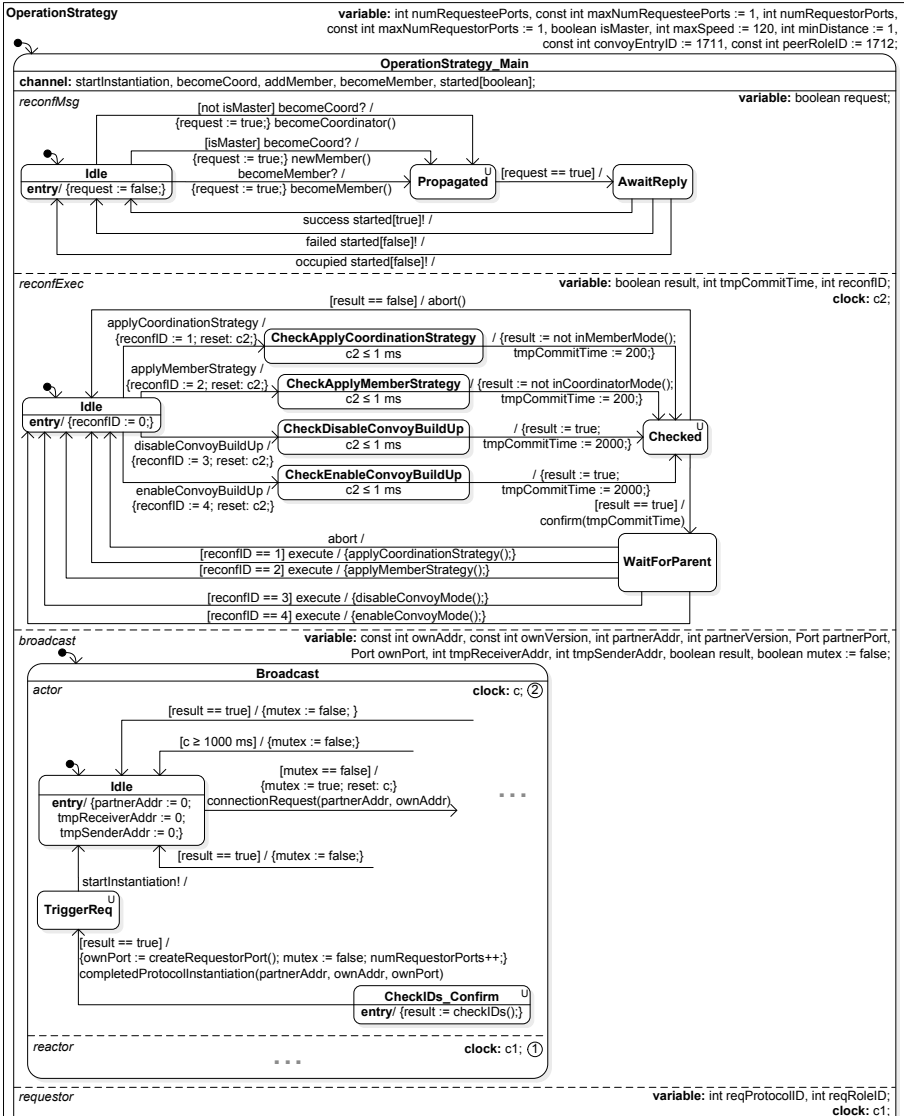 OperationStrategy
variable: int numRequesteePorts, const int maxNumRequesteePorts := 1, int numRequestorPorts,
const int maxNumRequestorPorts := 1, boolean isMaster, int maxSpeed := 120, int minDistance := 1,
const int convoyEntryID := 1711, const int peerRoleID := 1712;
OperationStrategy_Main
channel: startInstantiation, becomeCoord, addMember, becomeMember, started[boolean];
reconfMsg
variable: boolean request;
[not isMaster] becomeCoord? /
{request := true;} becomeCoordinator()
[isMaster] becomeCoord? /
{request := true;} newMember()
becomeMember? /
{request := true;} becomeMember()
Idle
entry/ {request := false;}
Propagated
U
[request == true] /
AwaitReply
success started[true]! /
failed started[false]! /
occupied started[false]! /
reconfExec
variable: boolean result, int tmpCommitTime, int reconfID;
clock: c2;
[result == false] / abort()
applyCoordinationStrategy /
{reconfID := 1; reset: c2;}
CheckApplyCoordinationStrategy
c2 ≤ 1 ms
/ {result := not inMemberMode();
tmpCommitTime := 200;}
applyMemberStrategy /
{reconfID := 2; reset: c2;}
CheckApplyMemberStrategy
c2 ≤ 1 ms
/ {result := not inCoordinatorMode();
tmpCommitTime := 200;}
Idle
entry/ {reconfID := 0;}
disableConvoyBuildUp /
{reconfID := 3; reset: c2;}
CheckDisableConvoyBuildUp
c2 ≤ 1 ms
/ {result := true;
tmpCommitTime := 2000;}
Checked
U
enableConvoyBuildUp /
{reconfID := 4; reset: c2;}
CheckEnableConvoyBuildUp
c2 ≤ 1 ms
/ {result := true;
tmpCommitTime := 2000;}
[result == true] /
confirm(tmpCommitTime)
abort /
[reconfID == 1] execute / {applyCoordinationStrategy();}
[reconfID == 2] execute / {applyMemberStrategy();}
WaitForParent
[reconfID == 3] execute / {disableConvoyMode();}
[reconfID == 4] execute / {enableConvoyMode();}
broadcast
variable: const int ownAddr, const int ownVersion, int partnerAddr, int partnerVersion, Port partnerPort,
Port ownPort, int tmpReceiverAddr, int tmpSenderAddr, boolean result, boolean mutex := false;
Broadcast
actor
clock: c; 2
[result == true] / {mutex := false; }
[c ≥ 1000 ms] / {mutex := false;}
Idle
entry/ {partnerAddr := 0;
tmpReceiverAddr := 0;
tmpSenderAddr := 0;}
[mutex == false] /
{mutex := true; reset: c;}
connectionRequest(partnerAddr, ownAddr)
...
[result == true] / {mutex := false;}
startInstantiation! /
TriggerReq
U
[result == true] /
{ownPort := createRequestorPort(); mutex := false; numRequestorPorts++;}
completedProtocolInstantiation(partnerAddr, ownAddr, ownPort)
CheckIDs_Confirm
U
entry/ {result := checkIDs();}
reactor
clock: c1; 1
...
requestor
variable: int reqProtocolID, int reqRoleID;
clock: c1;